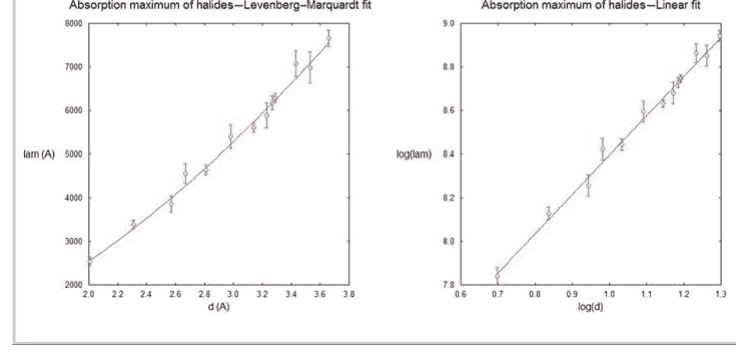 Absorption maximum of halides—Levenberg–Marquardt fit
8000
7000
6000
lam (A)
5000
4000
3000
2000
2.0 2.2 2.4 2.6 2.8 3.0 3.2 3.4 3.6 3.8
d (A)
Absorption maximum of halides—Linear fit
9.0
8.8
8.6
log(lam)
8.4
8.2
8.0
7.8
0.6 0.7 0.8 0.9 1.0 1.1 1.2 1.3
log(d)